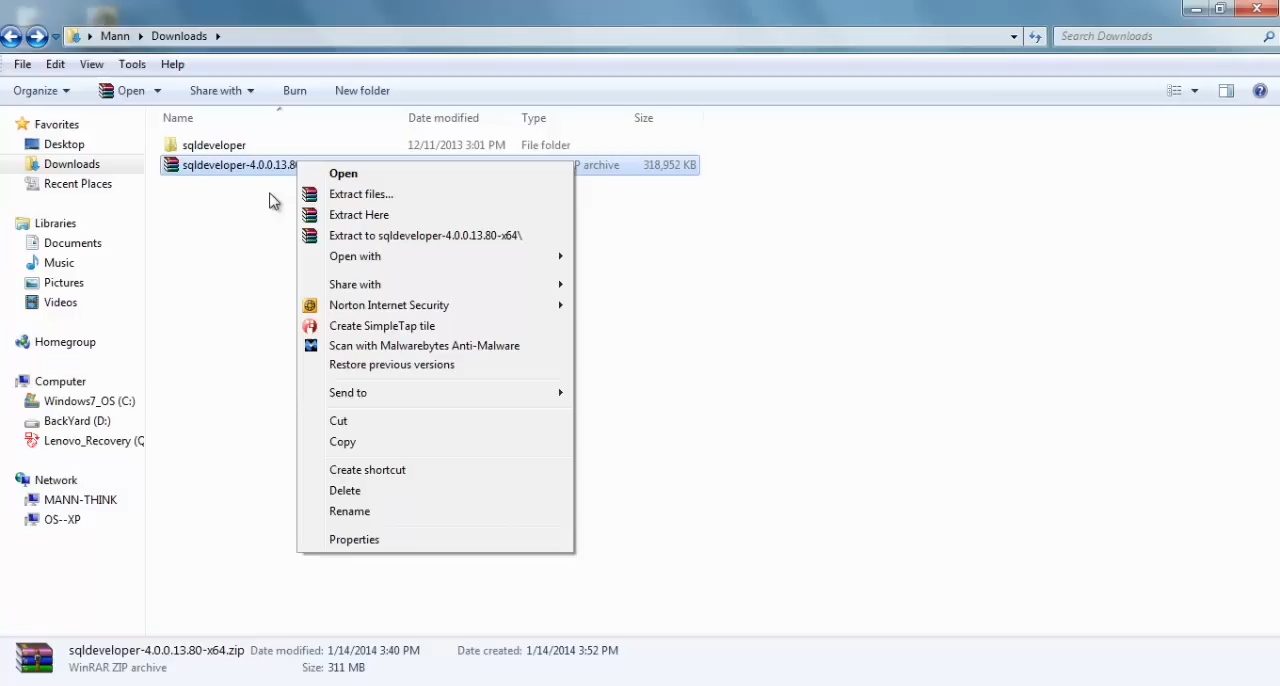 Mann Downloads
Search Downloads
File Edit View Tools Help
Organize Open Share with Burn New folder
Name Date modified Type Size
sqldeveloper 12/11/2013 3:01 PM File folder
sqldeveloper-4.0.0.13.80 P archive 318,952 KB
Favorites
Desktop
Downloads
Recent Places
Libraries
Documents
Music
Pictures
Videos
Homegroup
Computer
Windows7_OS (C:)
BackYard (D:)
Lenovo_Recovery (Q
Network
MANN-THINK
OS--XP
Open
Extract files...
Extract Here
Extract to sqldeveloper-4.0.0.13.80-x64\
Open with
Share with
Norton Internet Security
Create SimpleTap tile
Scan with Malwarebytes Anti-Malware
Restore previous versions
Send to
Cut
Copy
Create shortcut
Delete
Rename
Properties
sqldeveloper-4.0.0.13.80-x64.zip Date modified: 1/14/2014 3:40 PM Date created: 1/14/2014 3:52 PM
WinRAR ZIP archive Size: 311 MB